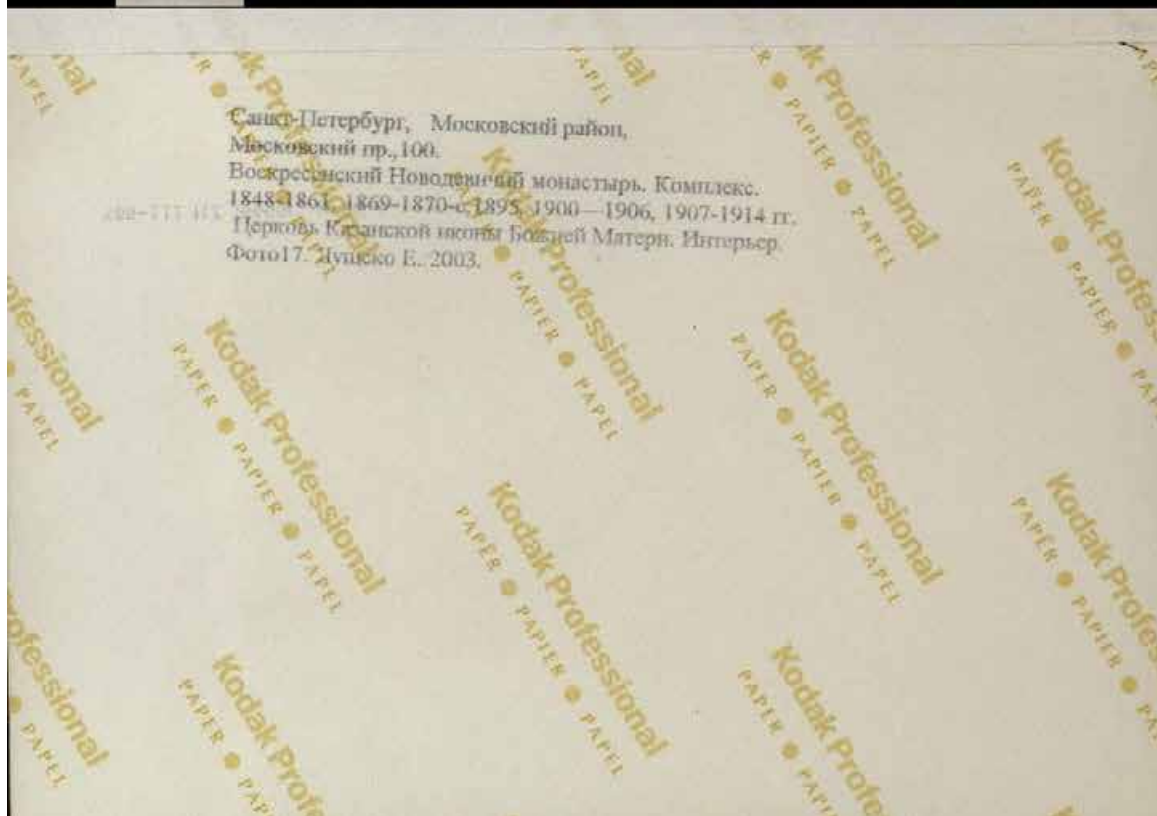 Санкт-Петербург, Московский район,
Московский пр., 100.
Воскресенский Новодевичий монастырь. Комплекс.
1848-1861, 1869-1870-е, 1895, 1900—1906, 1907-1914 гг.
Церковь Казанской иконы Божией Матери. Интерьер.
Фото17. Е. 2003.
Kodak Professional
PAPER ● PAPIER ● PAPEL